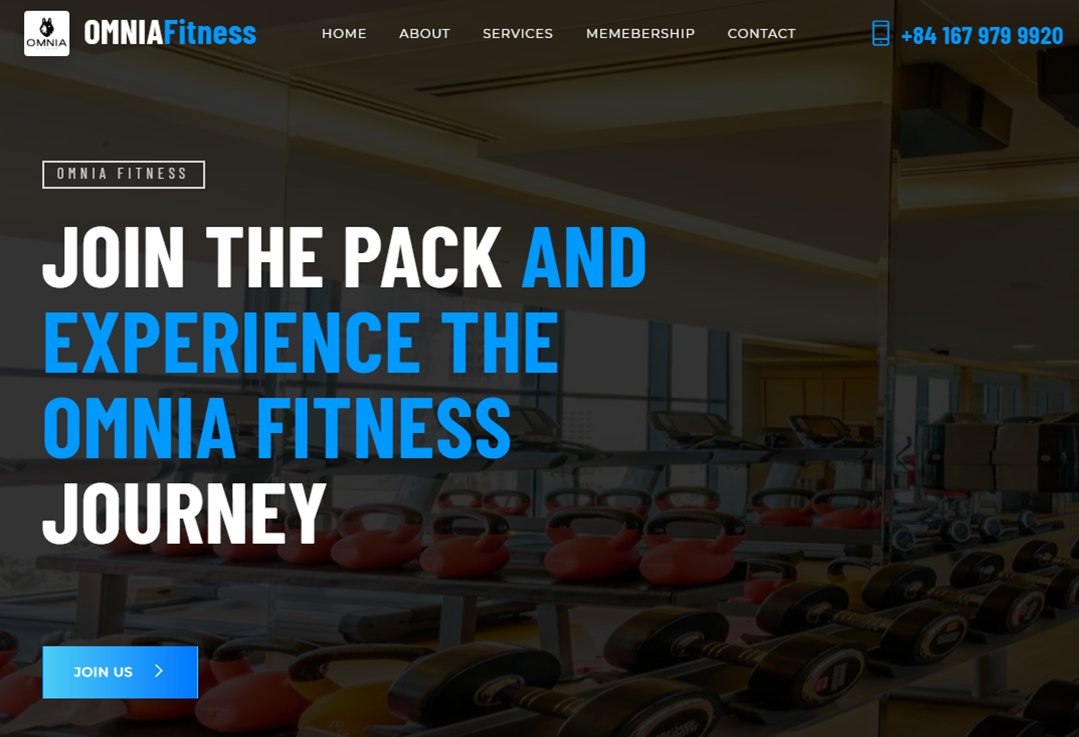 OMNIA
OMNIAFitness
HOME
ABOUT
SERVICES
MEMEBERSHIP
CONTACT
+84 167 979 9920
OMNIA FITNESS
JOIN THE PACK AND
EXPERIENCE THE
OMNIA FITNESS
JOURNEY
JOIN US